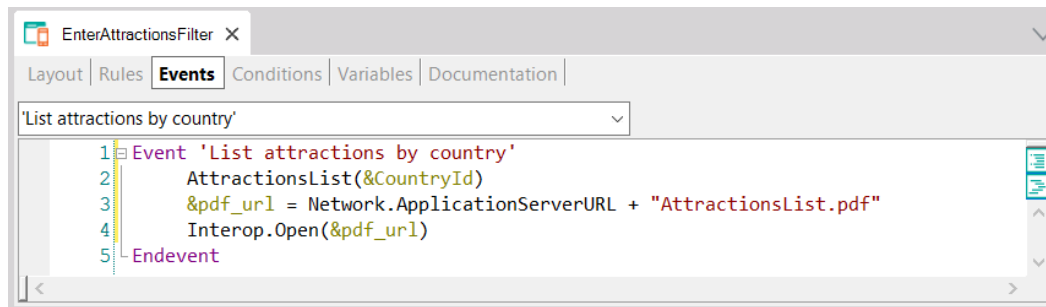 EnterAttractionsFilter X
Layout Rules Events Conditions Variables Documentation
'List attractions by country'
1 Event 'List attractions by country'
2 AttractionsList(&CountryId)
3 &pdf_url = Network.ApplicationServerURL + "AttractionsList.pdf"
4 Interop.Open(&pdf_url)
5 Endevent